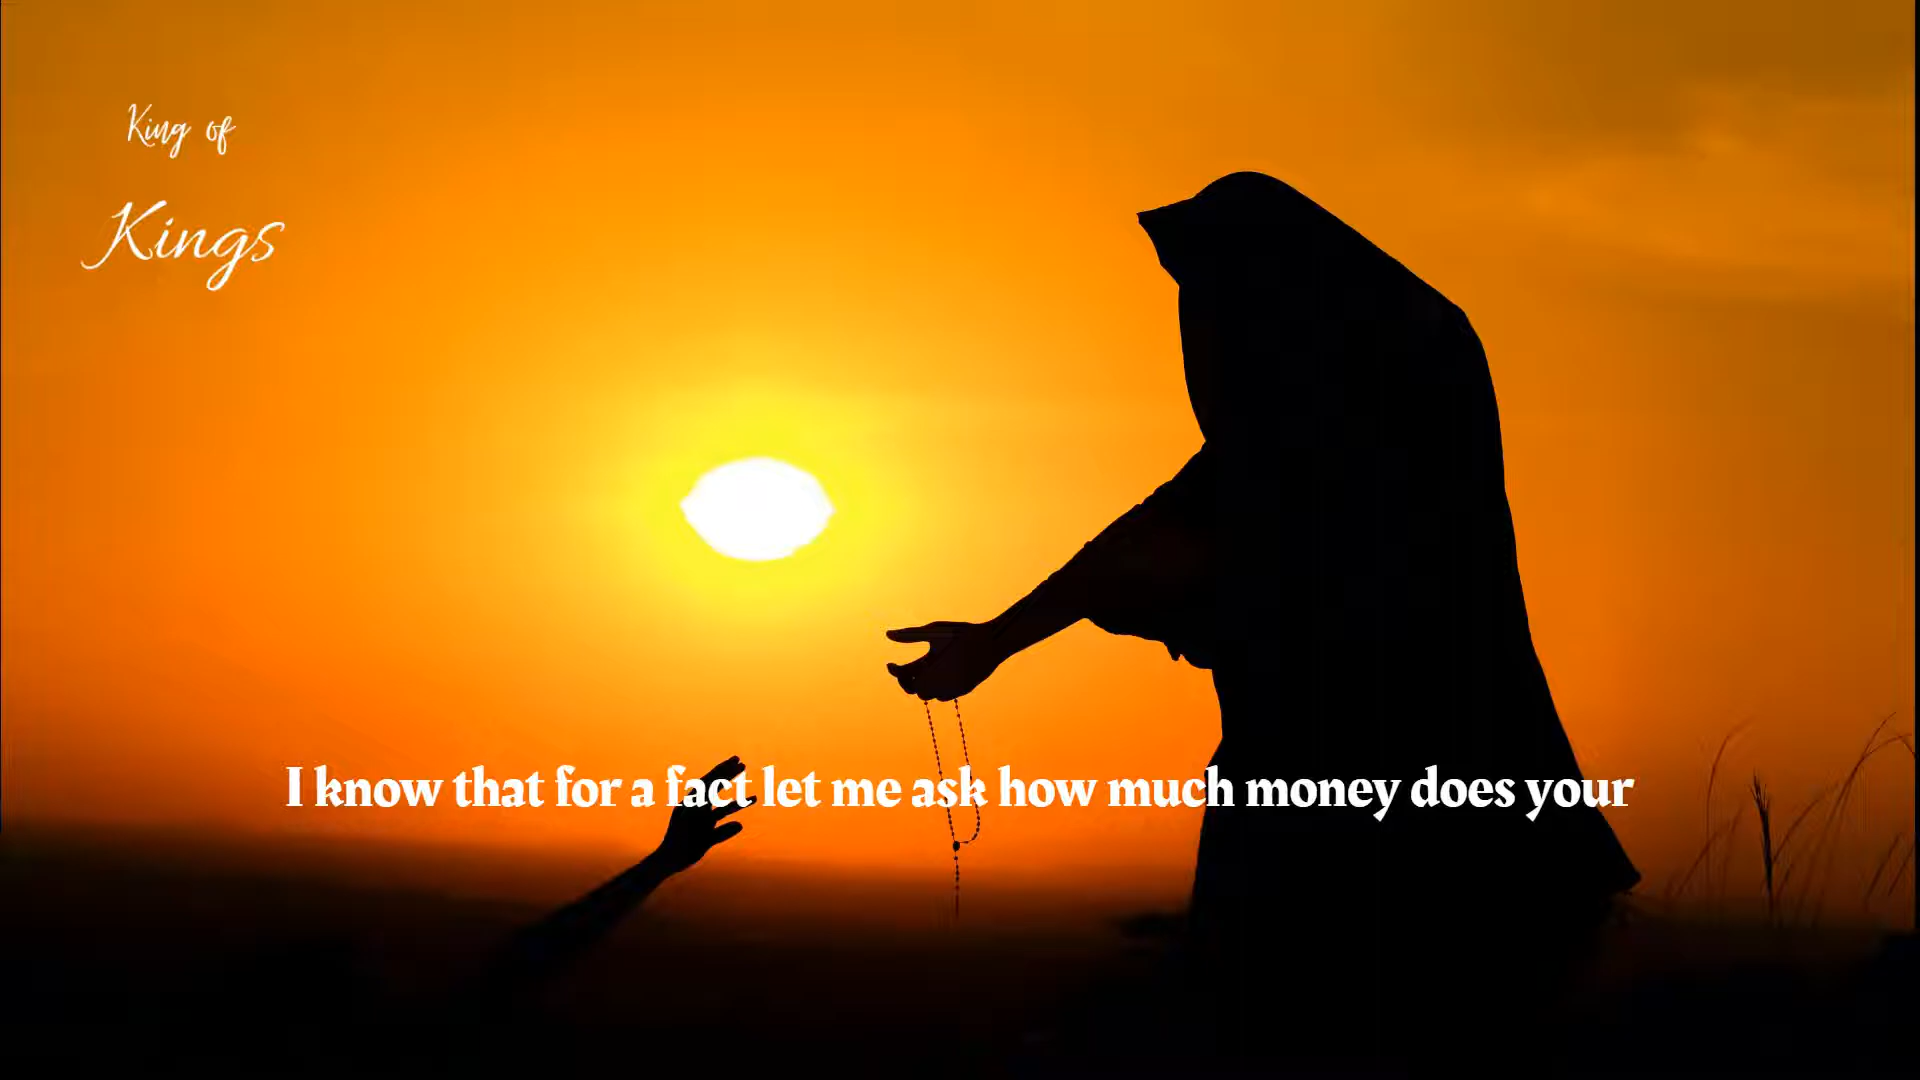 King of
Kings
I know that for a fact let me ask how much money does your